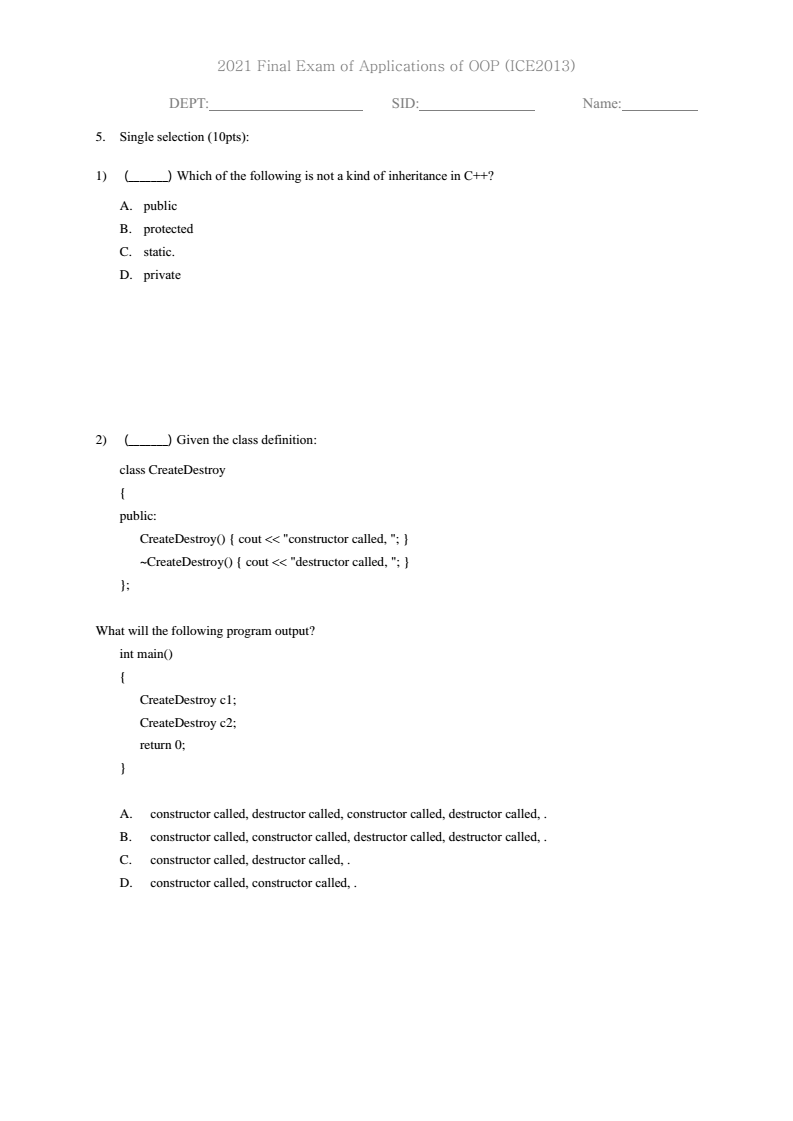 2021 Final Exam of Applications of OOP (ICE2013)
DEPT:______________________ SID:________________ Name:__________
5. Single selection (10pts):
1) (______) Which of the following is not a kind of inheritance in C++?
A. public
B. protected
C. static.
D. private
2) (______) Given the class definition:
class CreateDestroy
{
public:
CreateDestroy() { cout << "constructor called, "; }
~CreateDestroy() { cout << "destructor called, "; }
};
What will the following program output?
int main()
{
CreateDestroy c1;
CreateDestroy c2;
return 0;
}
A. constructor called, destructor called, constructor called, destructor called, .
B. constructor called, constructor called, destructor called, destructor called, .
C. constructor called, destructor called, .
D. constructor called, constructor called, .